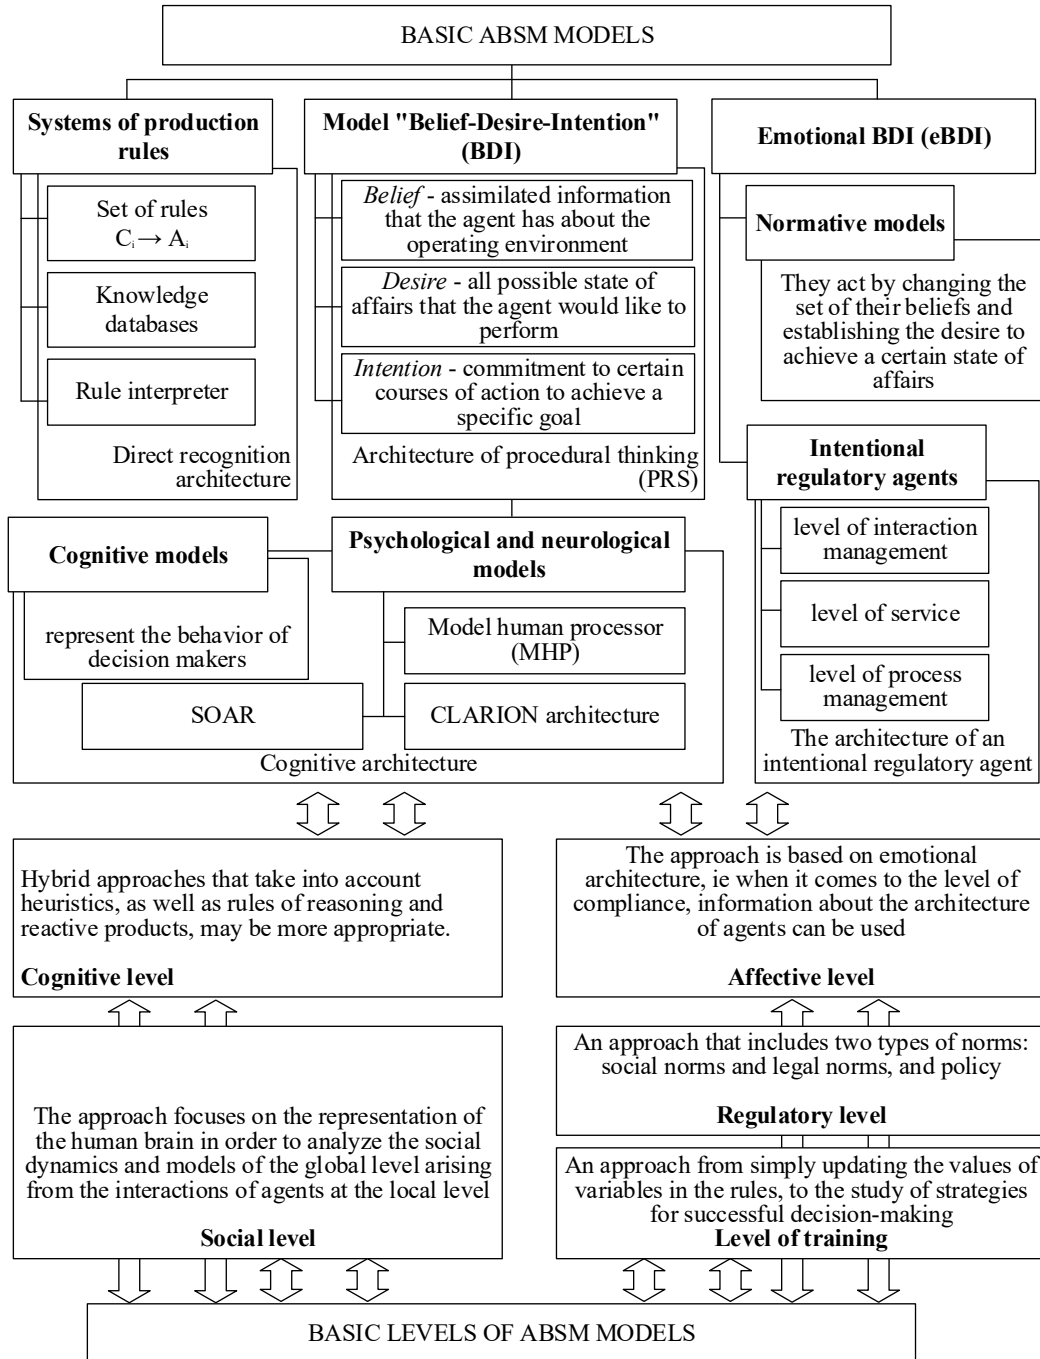 BASIC ABSM MODELS
Systems of production
rules
Set of rules
Cᵢ → Aᵢ
Knowledge
databases
Rule interpreter
Direct recognition
architecture
Model "Belief-Desire-Intention"
(BDI)
Belief - assimilated information
that the agent has about the
operating environment
Desire - all possible state of
affairs that the agent would like to
perform
Intention - commitment to certain
courses of action to achieve a
specific goal
Architecture of procedural thinking
(PRS)
Emotional BDI (eBDI)
Normative models
They act by changing the
set of their beliefs and
establishing the desire to
achieve a certain state of
affairs
Intentional
regulatory agents
level of interaction
management
level of service
level of process
management
The architecture of an
intentional regulatory agent
Cognitive models
represent the behavior of
decision makers
Psychological and neurological
models
Model human processor
(MHP)
SOAR
CLARION architecture
Cognitive architecture
Hybrid approaches that take into account
heuristics, as well as rules of reasoning and
reactive products, may be more appropriate.
Cognitive level
The approach is based on emotional
architecture, ie when it comes to the level of
compliance, information about the architecture
of agents can be used
Affective level
The approach focuses on the representation of
the human brain in order to analyze the social
dynamics and models of the global level arising
from the interactions of agents at the local level
Social level
An approach that includes two types of norms:
social norms and legal norms, and policy
Regulatory level
An approach from simply updating the values of
variables in the rules, to the study of strategies
for successful decision-making
Level of training
BASIC LEVELS OF ABSM MODELS